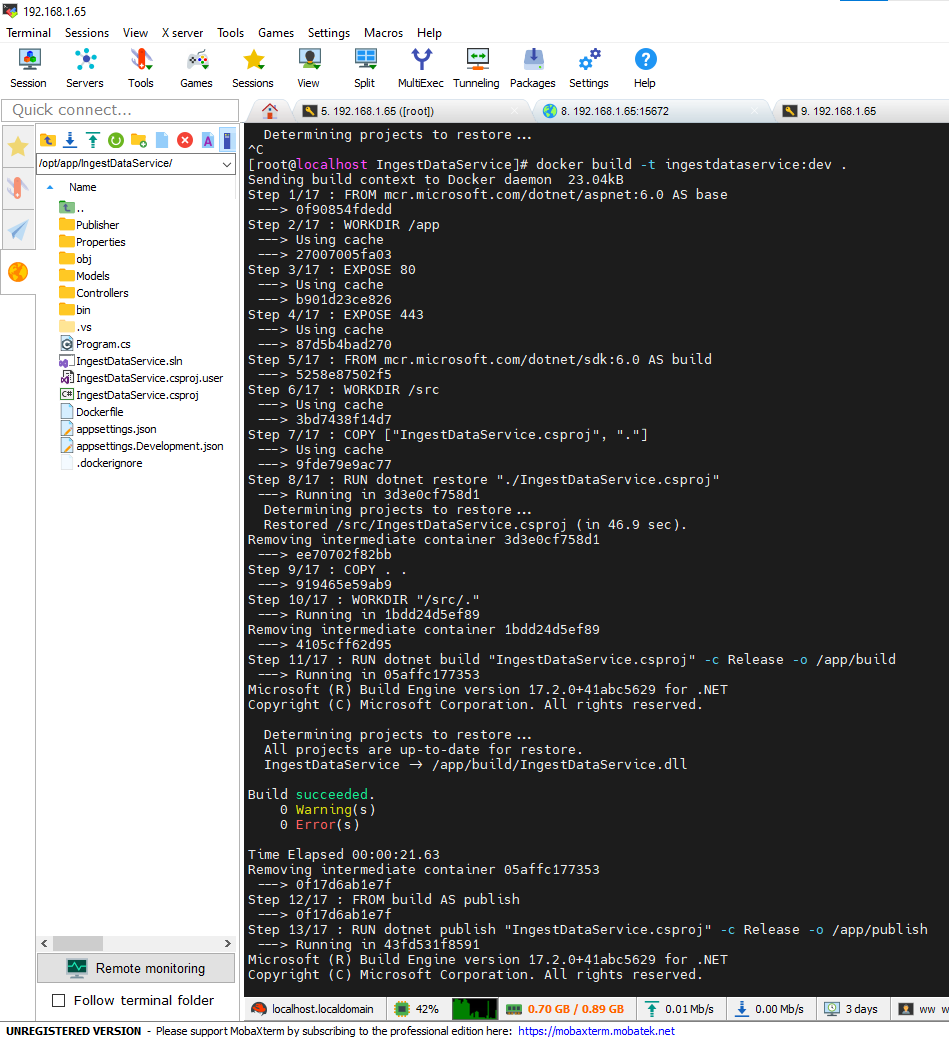 192.168.1.65
Terminal Sessions View X server Tools Games Settings Macros Help
Session Servers Tools Games Sessions View Split MultiExec Tunneling Packages Settings Help
Quick connect...
5. 192.168.1.65 ([root])
8. 192.168.1.65:15672
9. 192.168.1.65
/opt/app/IngestDataService/
Name
..
Publisher
Properties
obj
Models
Controllers
bin
.vs
Program.cs
IngestDataService.sln
IngestDataService.csproj.user
IngestDataService.csproj
Dockerfile
appsettings.json
appsettings.Development.json
.dockerignore
Remote monitoring
Follow terminal folder
Determining projects to restore...
^C
[root@localhost IngestDataService]# docker build -t ingestdataservice:dev .
Sending build context to Docker daemon  23.04kB
Step 1/17 : FROM mcr.microsoft.com/dotnet/aspnet:6.0 AS base
---> 0f90854fdedd
Step 2/17 : WORKDIR /app
---> Using cache
---> 27007005fa03
Step 3/17 : EXPOSE 80
---> Using cache
---> b901d23ce826
Step 4/17 : EXPOSE 443
---> Using cache
---> 87d5b4bad270
Step 5/17 : FROM mcr.microsoft.com/dotnet/sdk:6.0 AS build
---> 5258e87502f5
Step 6/17 : WORKDIR /src
---> Using cache
---> 3bd7438f14d7
Step 7/17 : COPY ["IngestDataService.csproj", "."]
---> Using cache
---> 9fde79e9ac77
Step 8/17 : RUN dotnet restore "./IngestDataService.csproj"
---> Running in 3d3e0cf758d1
Determining projects to restore...
Restored /src/IngestDataService.csproj (in 46.9 sec).
Removing intermediate container 3d3e0cf758d1
---> ee70702f82bb
Step 9/17 : COPY . .
---> 919465e59ab9
Step 10/17 : WORKDIR "/src/."
---> Running in 1bdd24d5ef89
Removing intermediate container 1bdd24d5ef89
---> 4105cff62d95
Step 11/17 : RUN dotnet build "IngestDataService.csproj" -c Release -o /app/build
---> Running in 05affc177353
Microsoft (R) Build Engine version 17.2.0+41abc5629 for .NET
Copyright (C) Microsoft Corporation. All rights reserved.
Determining projects to restore...
All projects are up-to-date for restore.
IngestDataService -> /app/build/IngestDataService.dll
Build succeeded.
0 Warning(s)
0 Error(s)
Time Elapsed 00:00:21.63
Removing intermediate container 05affc177353
---> 0f17d6ab1e7f
Step 12/17 : FROM build AS publish
---> 0f17d6ab1e7f
Step 13/17 : RUN dotnet publish "IngestDataService.csproj" -c Release -o /app/publish
---> Running in 43fd531f8591
Microsoft (R) Build Engine version 17.2.0+41abc5629 for .NET
Copyright (C) Microsoft Corporation. All rights reserved.
localhost.localdomain 42% 0.70 GB / 0.89 GB 0.01 Mb/s 0.00 Mb/s 3 days ww w
UNREGISTERED VERSION - Please support MobaXterm by subscribing to the professional edition here: https://mobaxterm.mobatek.net